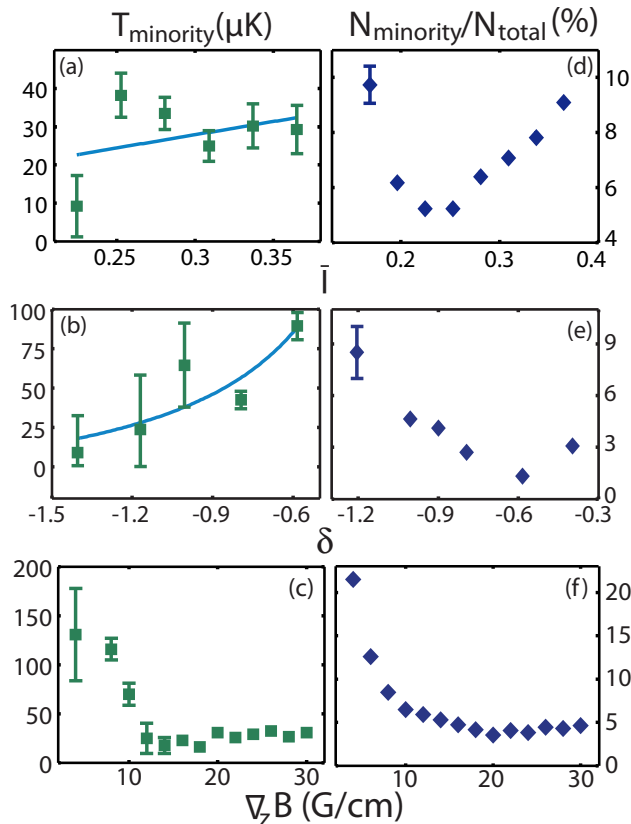 T_minority(μK) N_minority/N_total(%)
(a) (d)
40
30
20
10
0
10
8
6
4
0.25 0.3 0.35 0.2 0.3 0.4
Ī
(b) (e)
100
75
50
25
0
9
6
3
0
-1.5 -1.2 -0.9 -0.6 -1.2 -0.9 -0.6 -0.3
δ
(c) (f)
200
150
100
50
0
20
15
10
5
0
10 20 30 10 20 30
∇_z B (G/cm)